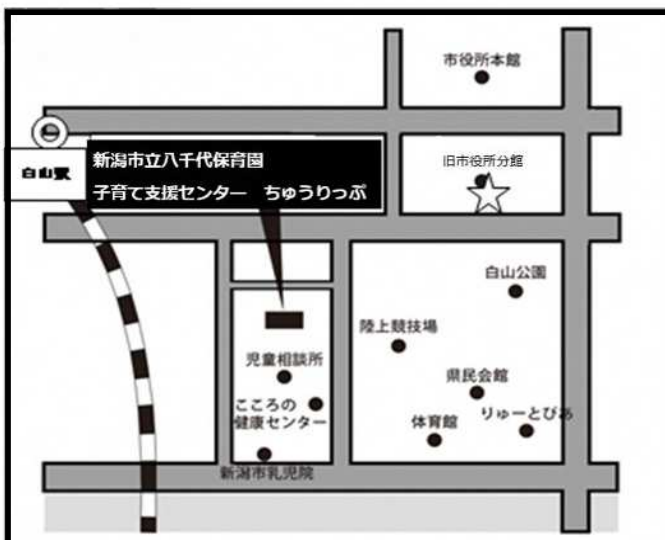 市役所本館
旧市役所分館
白山駅
新潟市立八千代保育園
子育て支援センター ちゅうりっぷ
白山公園
陸上競技場
児童相談所
県民会館
こころの
健康センター
りゅーとぴあ
体育館
新潟市乳児院